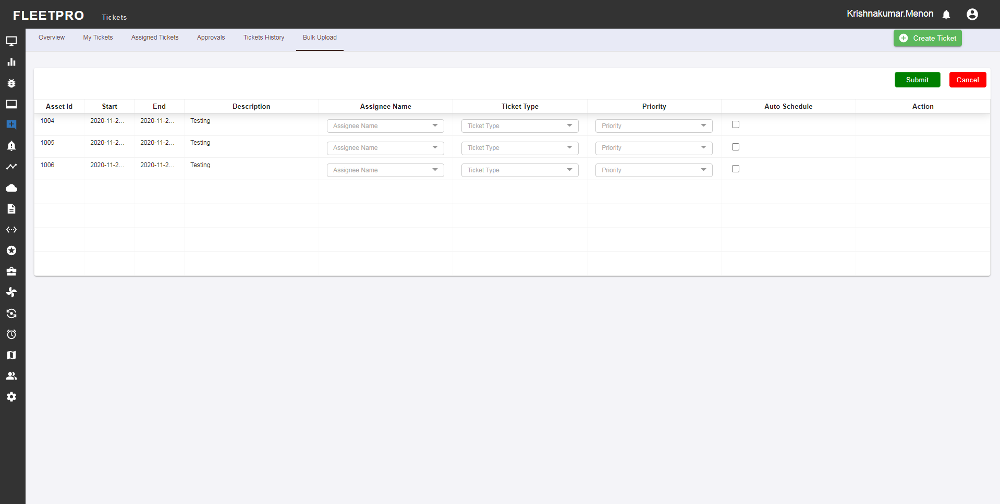 FLEETPRO Tickets Krishnakumar.Menon
Overview My Tickets Assigned Tickets Approvals Tickets History Bulk Upload Create Ticket
Submit Cancel
Asset Id Start End Description Assignee Name Ticket Type Priority Auto Schedule Action
1004 2020-11-2... 2020-11-2... Testing Assignee Name Ticket Type Priority
1005 2020-11-2... 2020-11-2... Testing Assignee Name Ticket Type Priority
1006 2020-11-2... 2020-11-2... Testing Assignee Name Ticket Type Priority